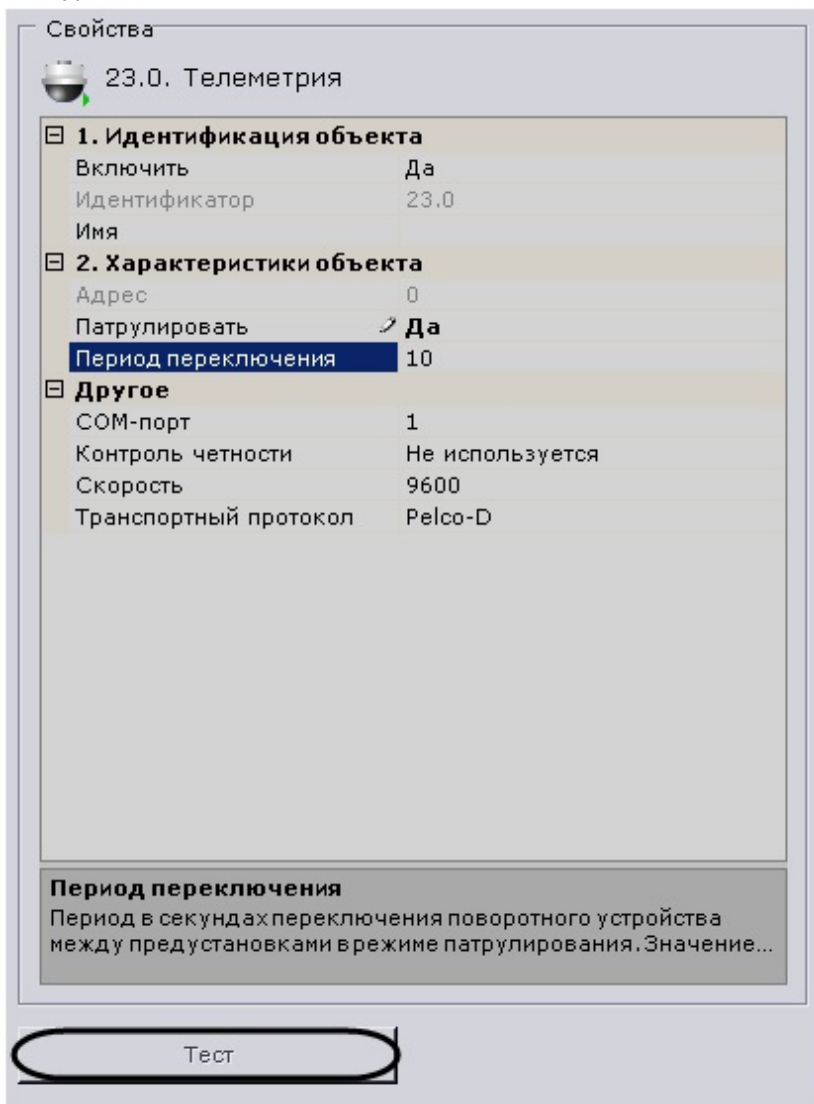 Свойства
23.0. Телеметрия
1. Идентификация объекта
Включить Да
Идентификатор 23.0
Имя
2. Характеристики объекта
Адрес 0
Патрулировать Да
Период переключения 10
Другое
COM-порт 1
Контроль четности Не используется
Скорость 9600
Транспортный протокол Pelco-D
Период переключения
Период в секундах переключения поворотного устройства
между предустановками в режиме патрулирования. Значение...
Тест